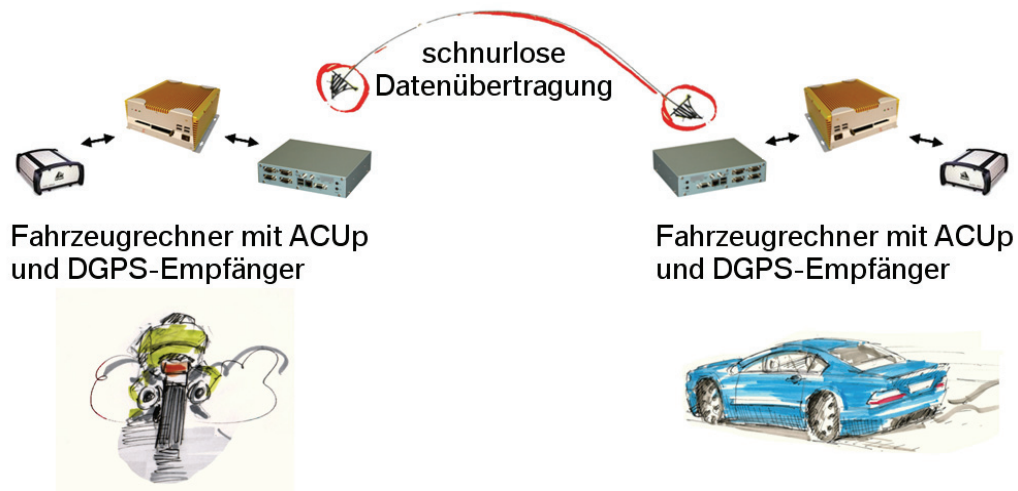 schnurlose
Datenübertragung
Fahrzeugrechner mit ACUp
und DGPS-Empfänger
Fahrzeugrechner mit ACUp
und DGPS-Empfänger